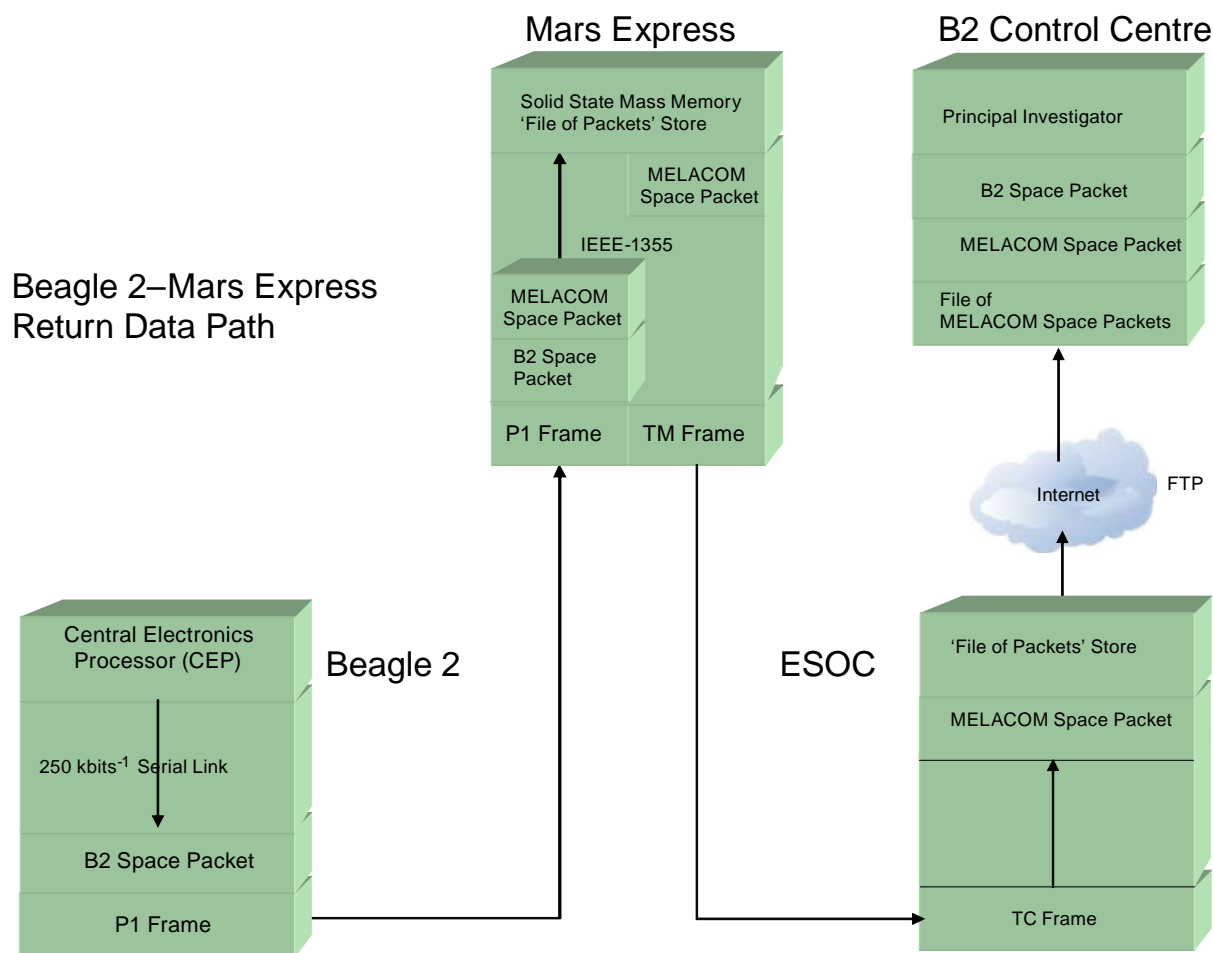 Mars Express
B2 Control Centre
Solid State Mass Memory
‘File of Packets’ Store
MELACOM
Space Packet
IEEE-1355
MELACOM
Space Packet
B2 Space
Packet
P1 Frame
TM Frame
Principal Investigator
B2 Space Packet
MELACOM Space Packet
File of
MELACOM Space Packets
Beagle 2–Mars Express
Return Data Path
Internet
FTP
Central Electronics
Processor (CEP)
250 kbits-1 Serial Link
B2 Space Packet
P1 Frame
Beagle 2
ESOC
‘File of Packets’ Store
MELACOM Space Packet
TC Frame